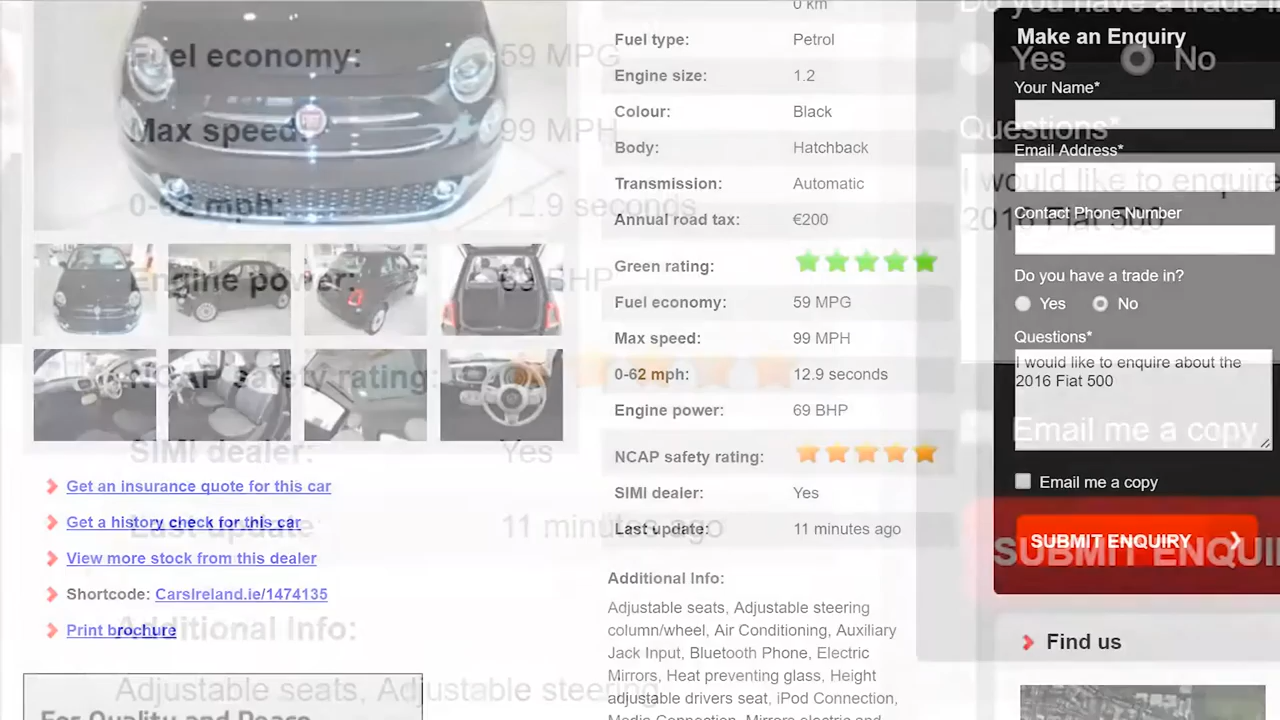 0 km
Fuel type: Petrol
Engine size: 1.2
Colour: Black
Body: Hatchback
Transmission: Automatic
Annual road tax: €200
Green rating:
Fuel economy: 59 MPG
Max speed: 99 MPH
0-62 mph: 12.9 seconds
Engine power: 69 BHP
NCAP safety rating:
SIMI dealer: Yes
Last update: 11 minutes ago
Additional Info:
Adjustable seats, Adjustable steering
column/wheel, Air Conditioning, Auxiliary
Jack Input, Bluetooth Phone, Electric
Mirrors, Heat preventing glass, Height
adjustable drivers seat, iPod Connection,
Media Connection, Mirrors electric and
Get an insurance quote for this car
Get a history check for this car
View more stock from this dealer
Shortcode: CarsIreland.ie/1474135
Print brochure
For Quality and Peace
Make an Enquiry
Your Name*
Email Address*
Contact Phone Number
Do you have a trade in?
Yes No
Questions*
I would like to enquire about the
2016 Fiat 500
Email me a copy
SUBMIT ENQUIRY
Find us
Fuel economy: 59 MPG
Max speed: 99 MPH
0-62 mph: 12.9 seconds
Engine power: 69 BHP
NCAP safety rating:
SIMI dealer: Yes
Last update 11 minutes ago
Additional Info:
Adjustable seats, Adjustable steering
Do you have a trade in
Yes No
Questions*
I would like to enquire
2016 Fiat 500
Email me a copy
SUBMIT ENQUI